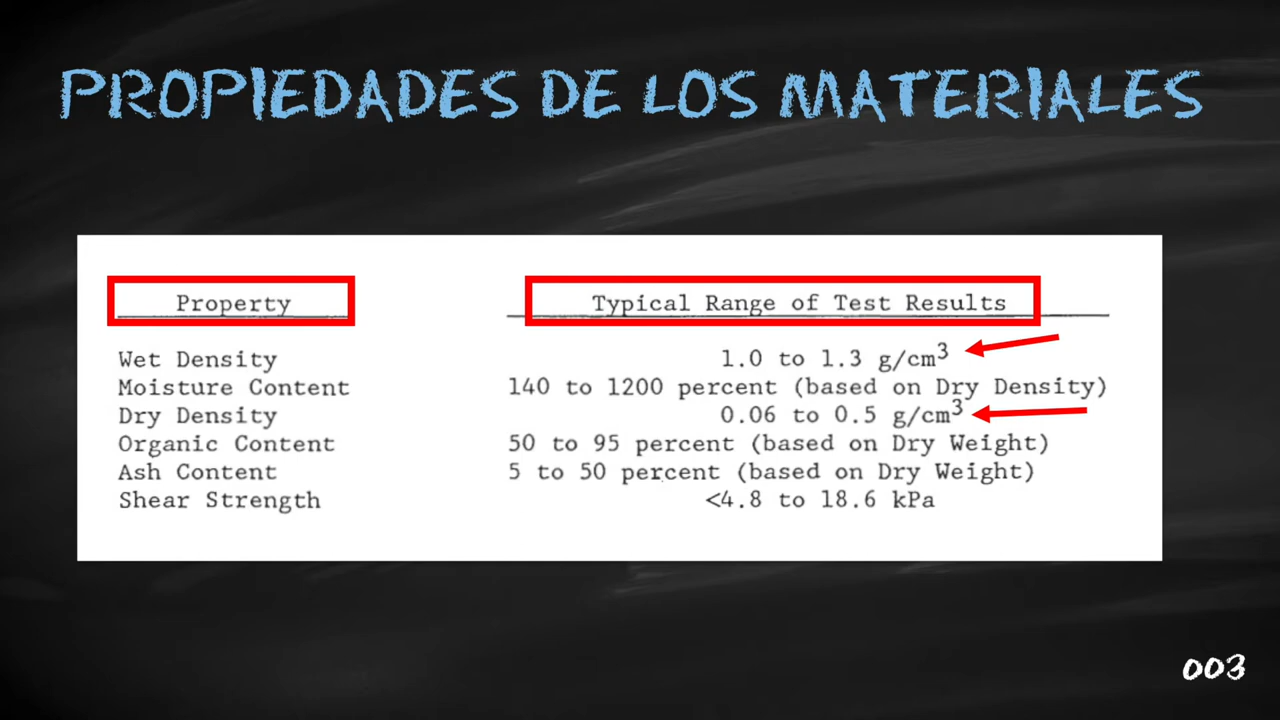 PROPIEDADES DE LOS MATERIALES
Property Typical Range of Test Results
Wet Density 1.0 to 1.3 g/cm³
Moisture Content 140 to 1200 percent (based on Dry Density)
Dry Density 0.06 to 0.5 g/cm³
Organic Content 50 to 95 percent (based on Dry Weight)
Ash Content 5 to 50 percent (based on Dry Weight)
Shear Strength <4.8 to 18.6 kPa
003